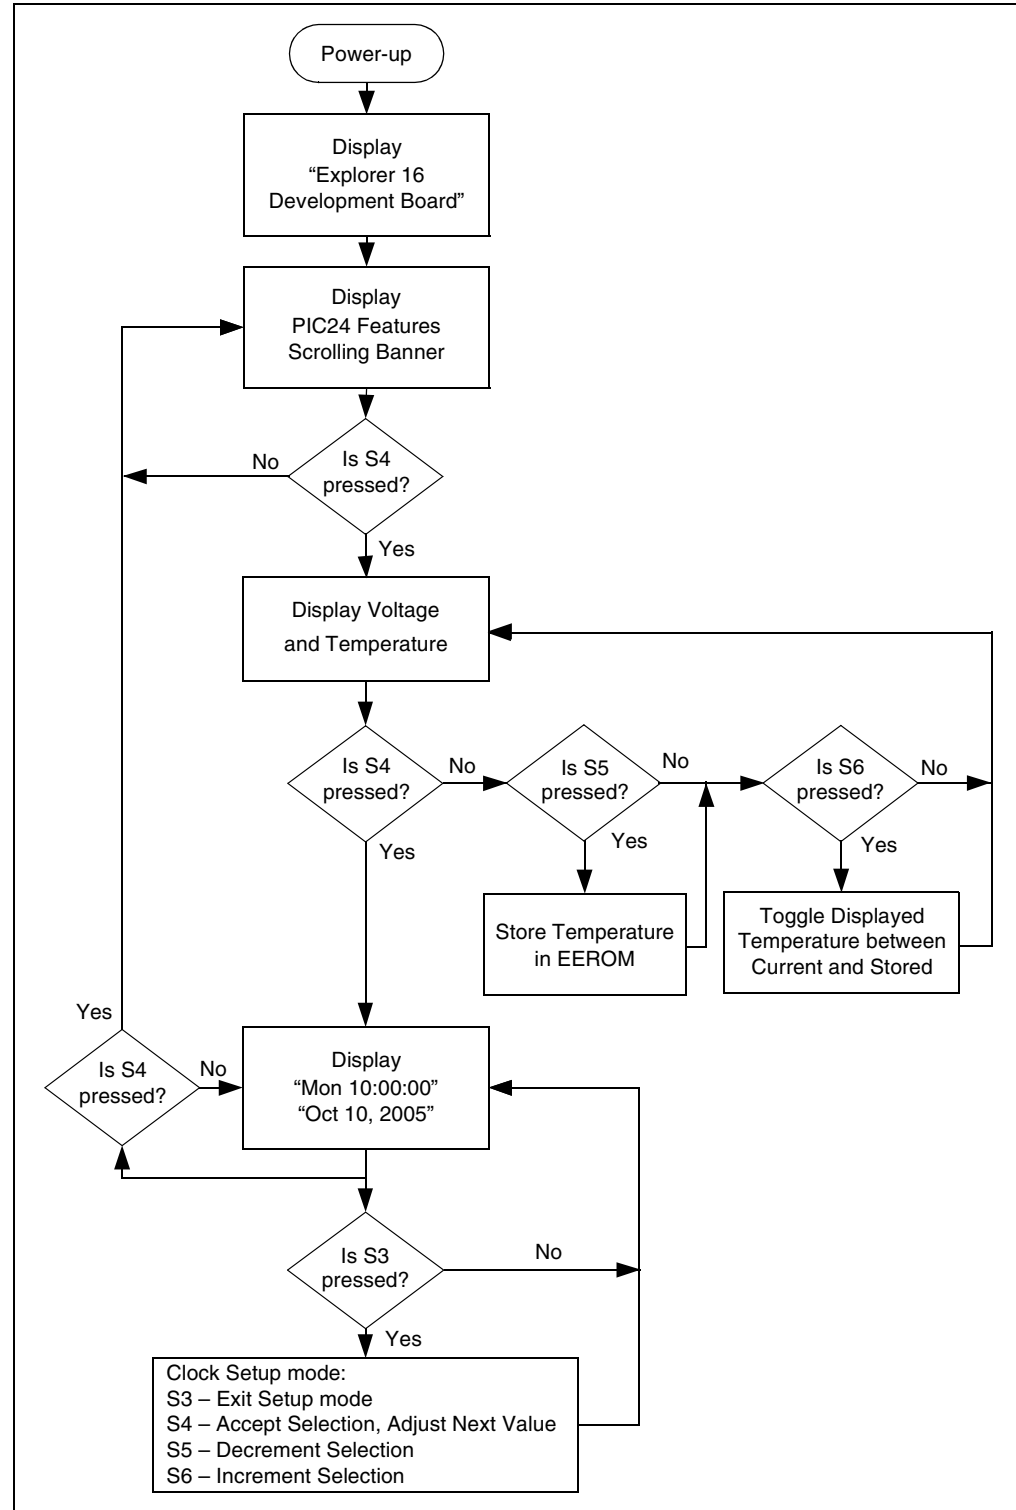 Power-up
Display
“Explorer 16
Development Board”
Display
PIC24 Features
Scrolling Banner
Is S4
pressed?
No
Yes
Display Voltage
and Temperature
Is S4
pressed?
No
Yes
Is S5
pressed?
No
Yes
Is S6
pressed?
No
Yes
Store Temperature
in EEROM
Toggle Displayed
Temperature between
Current and Stored
Yes
Is S4
pressed?
No
Display
“Mon 10:00:00”
“Oct 10, 2005”
Is S3
pressed?
No
Yes
Clock Setup mode:
S3 – Exit Setup mode
S4 – Accept Selection, Adjust Next Value
S5 – Decrement Selection
S6 – Increment Selection